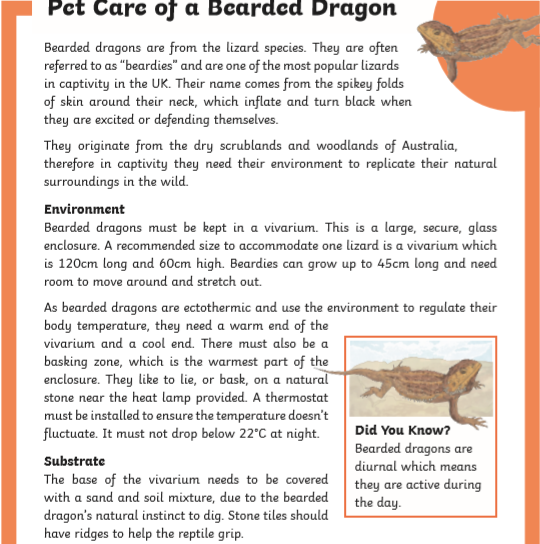 Pet Care of a Bearded Dragon
Bearded dragons are from the lizard species. They are often
referred to as “beardies” and are one of the most popular lizards
in captivity in the UK. Their name comes from the spikey folds
of skin around their neck, which inflate and turn black when
they are excited or defending themselves.
They originate from the dry scrublands and woodlands of Australia,
therefore in captivity they need their environment to replicate their natural
surroundings in the wild.
Environment
Bearded dragons must be kept in a vivarium. This is a large, secure, glass
enclosure. A recommended size to accommodate one lizard is a vivarium which
is 120cm long and 60cm high. Beardies can grow up to 45cm long and need
room to move around and stretch out.
As bearded dragons are ectothermic and use the environment to regulate their
body temperature, they need a warm end of the
vivarium and a cool end. There must also be a
basking zone, which is the warmest part of the
enclosure. They like to lie, or bask, on a natural
stone near the heat lamp provided. A thermostat
must be installed to ensure the temperature doesn’t
fluctuate. It must not drop below 22°C at night.
Did You Know?
Bearded dragons are
diurnal which means
they are active during
the day.
Substrate
The base of the vivarium needs to be covered
with a sand and soil mixture, due to the bearded
dragon’s natural instinct to dig. Stone tiles should
have ridges to help the reptile grip.